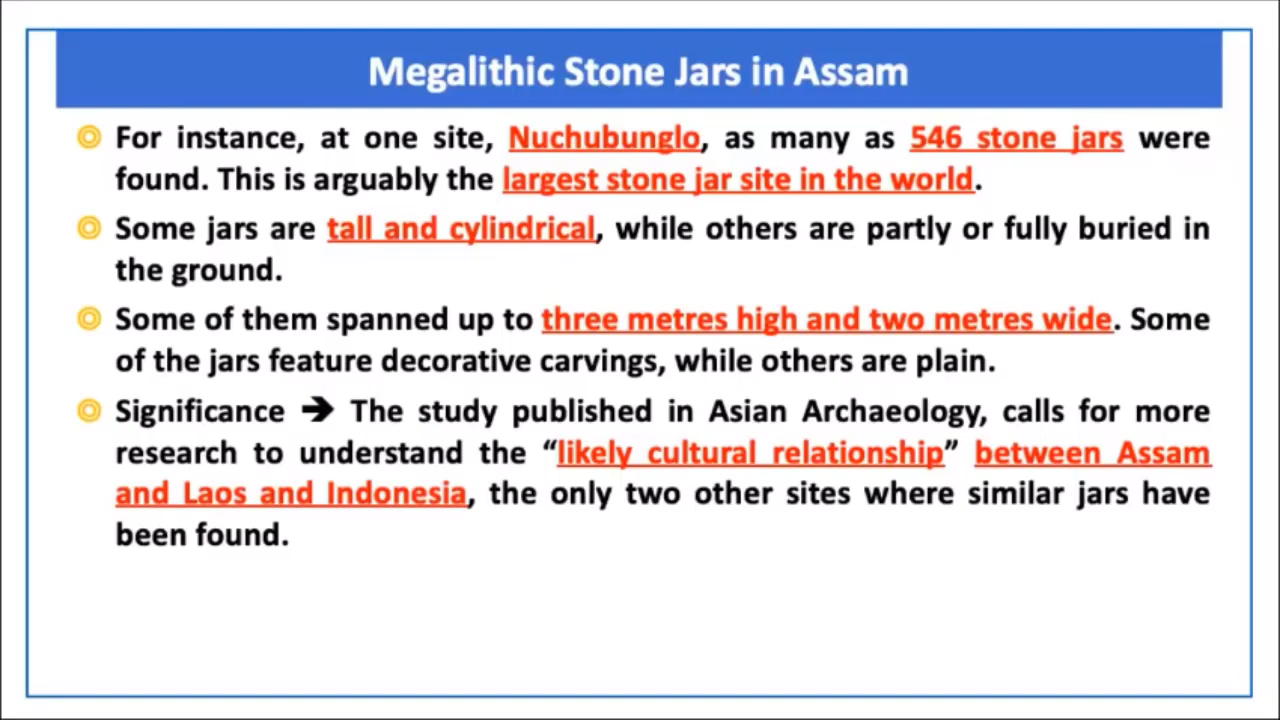 Megalithic Stone Jars in Assam
For instance, at one site, Nuchubunglo, as many as 546 stone jars were
found. This is arguably the largest stone jar site in the world.
Some jars are tall and cylindrical, while others are partly or fully buried in
the ground.
Some of them spanned up to three metres high and two metres wide. Some
of the jars feature decorative carvings, while others are plain.
Significance ➔ The study published in Asian Archaeology, calls for more
research to understand the “likely cultural relationship” between Assam
and Laos and Indonesia, the only two other sites where similar jars have
been found.